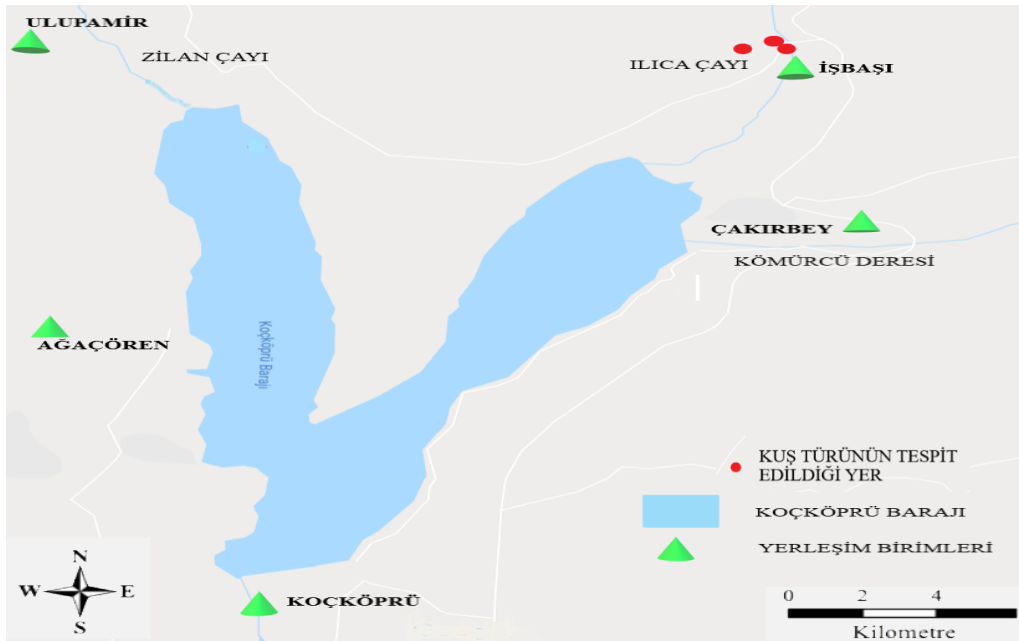 ULUPAMİR
ZİLAN ÇAYI
ILICA ÇAYI
İŞBAŞI
ÇAKIRBEY
KÖMÜRCÜ DERESİ
Koçköprü Barajı
AĞAÇÖREN
KUŞ TÜRÜNÜN TESPİT
EDİLDİĞİ YER
KOÇKÖPRÜ BARAJI
YERLEŞİM BİRİMLERİ
N
W E
S
KOÇKÖPRÜ
0 2 4
Kilometre